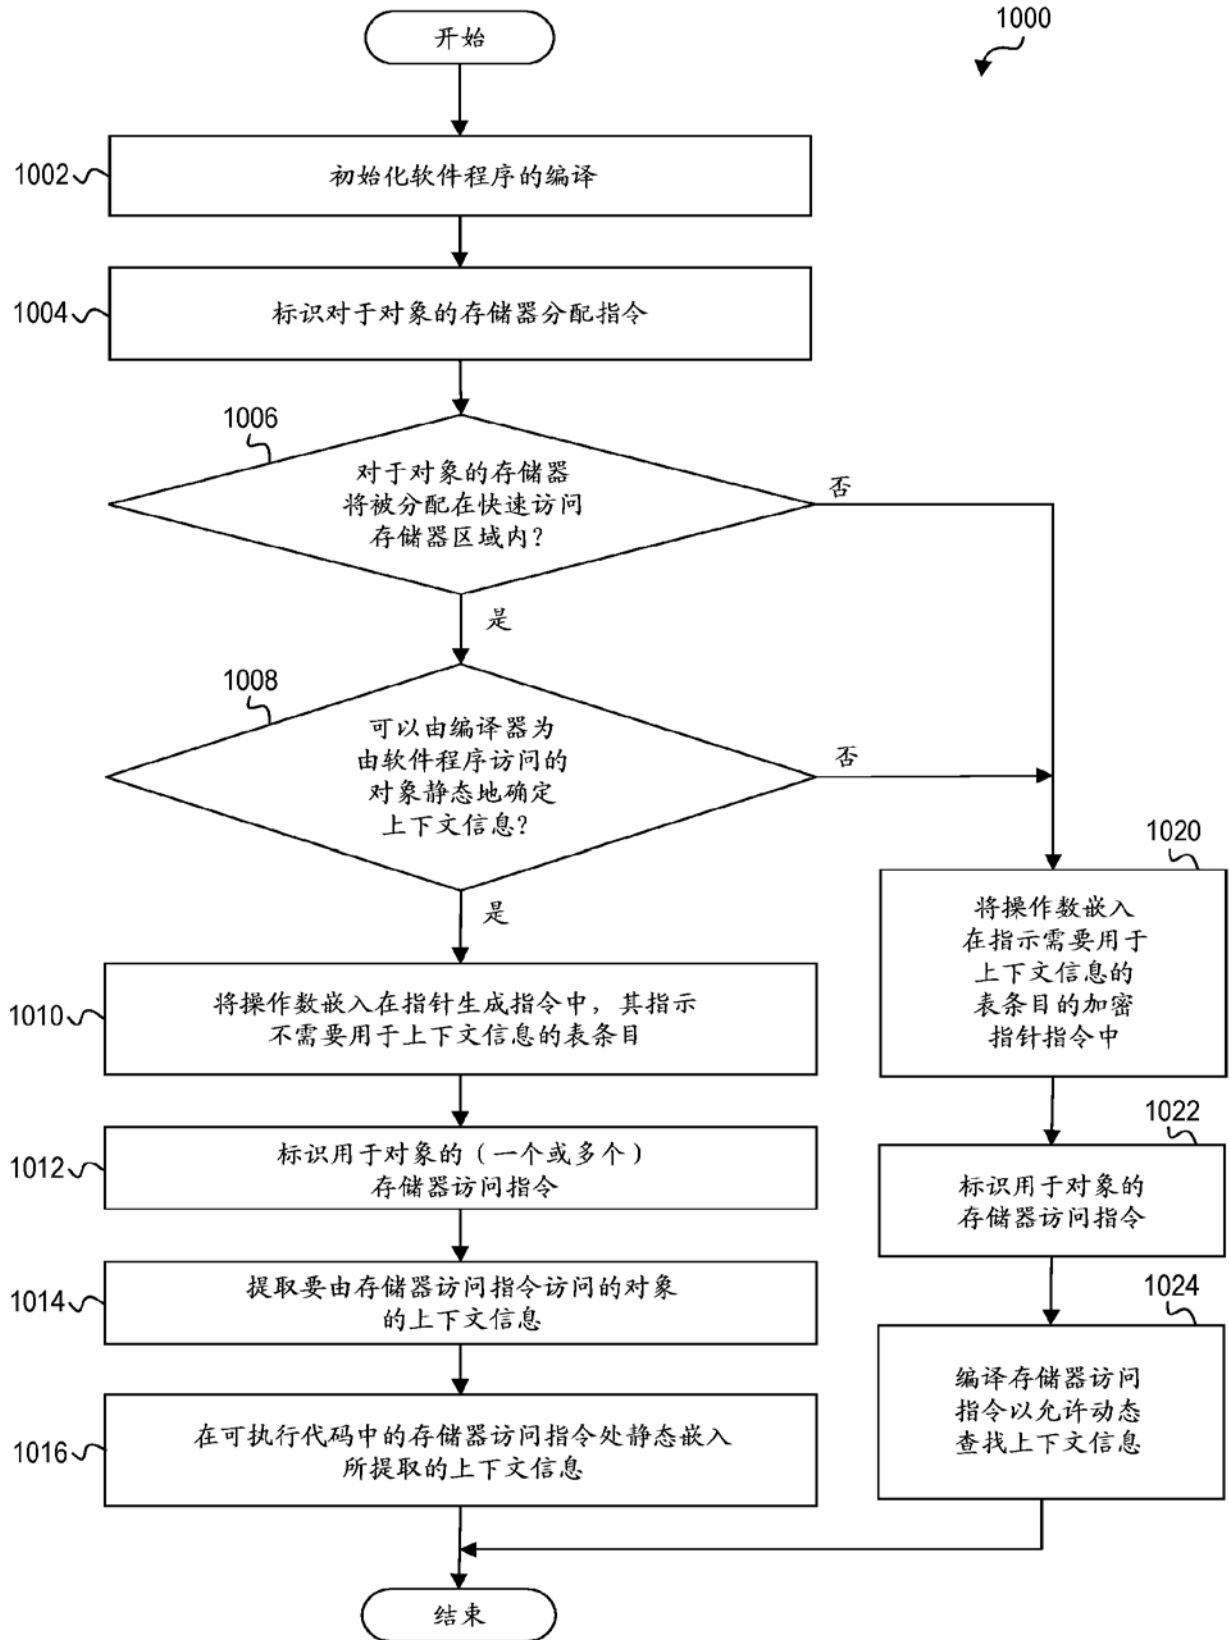 1000
开始
1002
初始化软件程序的编译
1004
标识对于对象的存储器分配指令
1006
对于对象的存储器
将被分配在快速访问
存储器区域内？
否
是
1008
可以由编译器为
由软件程序访问的
对象静态地确定
上下文信息？
否
是
1010
将操作数嵌入在指针生成指令中，其指示
不需要用于上下文信息的表条目
1012
标识用于对象的（一个或多个）
存储器访问指令
1014
提取要由存储器访问指令访问的对象
的上下文信息
1016
在可执行代码中的存储器访问指令处静态嵌入
所提取的上下文信息
1020
将操作数嵌入
在指示需要用于
上下文信息的
表条目的加密
指针指令中
1022
标识用于对象的
存储器访问指令
1024
编译存储器访问
指令以允许动态
查找上下文信息
结束